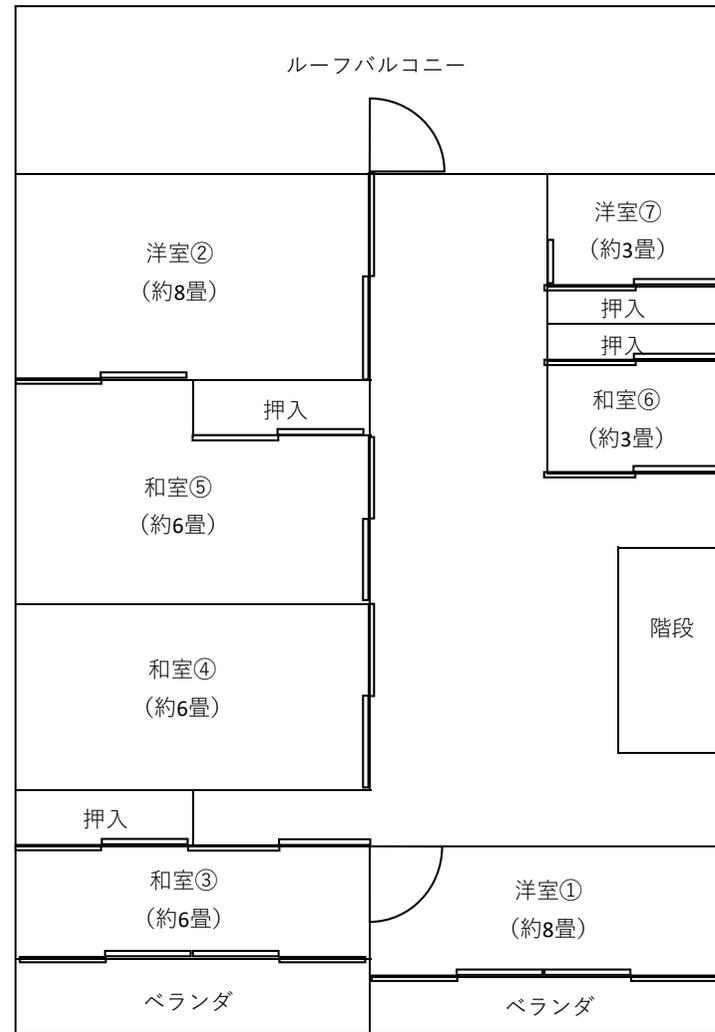 ルーフバルコニー
洋室②
（約8畳）
洋室⑦
（約3畳）
押入
押入
和室⑥
（約3畳）
押入
和室⑤
（約6畳）
階段
和室④
（約6畳）
押入
和室③
（約6畳）
洋室①
（約8畳）
ベランダ
ベランダ